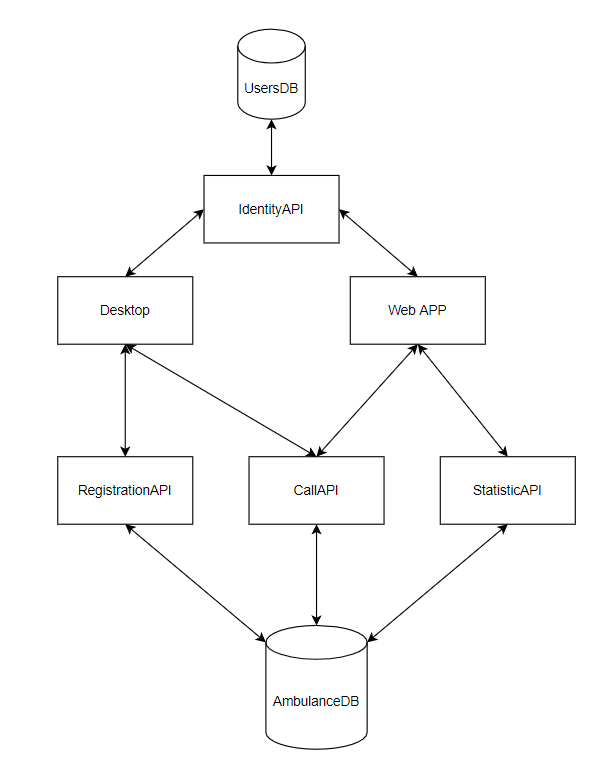 UsersDB
IdentityAPI
Desktop
Web APP
RegistrationAPI
CallAPI
StatisticAPI
AmbulanceDB